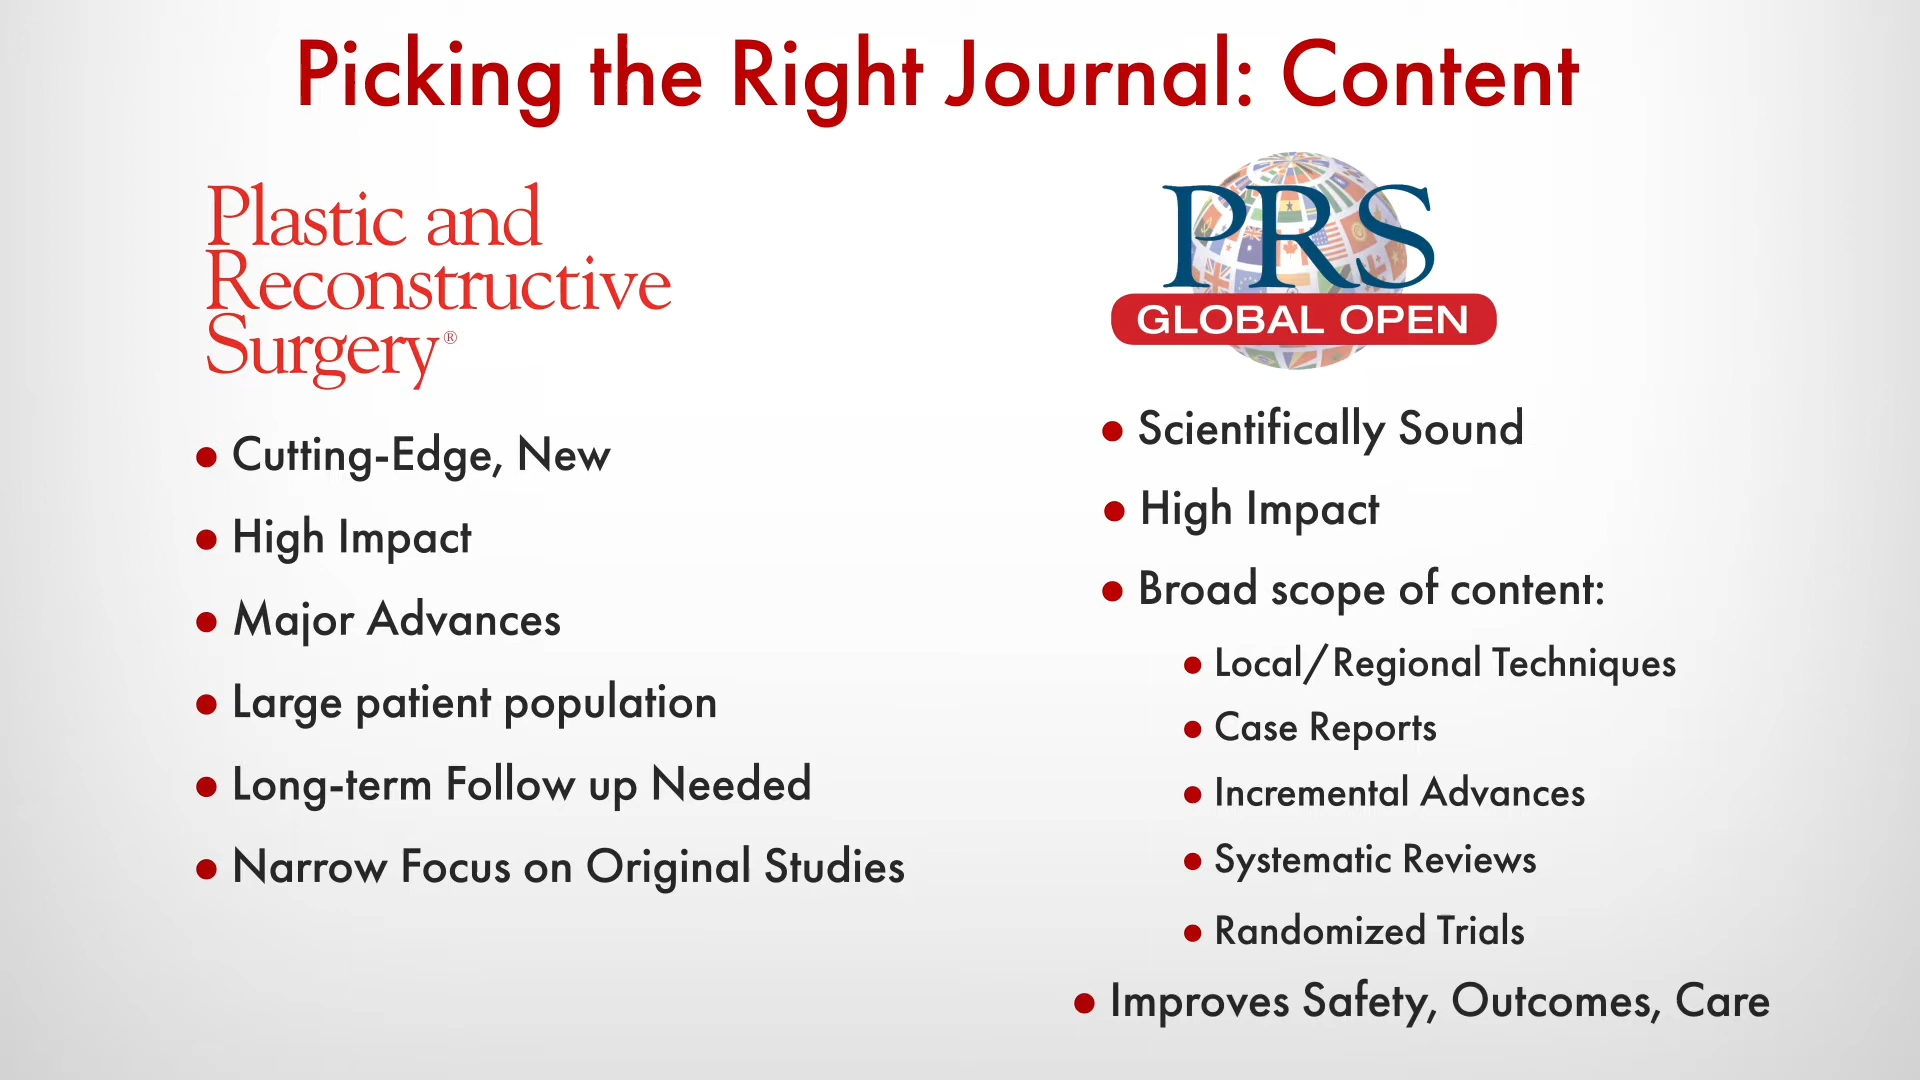 Picking the Right Journal: Content
Plastic and
Reconstructive
Surgery®
• Cutting-Edge, New
• High Impact
• Major Advances
• Large patient population
• Long-term Follow up Needed
• Narrow Focus on Original Studies
PRS
GLOBAL OPEN
• Scientifically Sound
• High Impact
• Broad scope of content:
• Local/Regional Techniques
• Case Reports
• Incremental Advances
• Systematic Reviews
• Randomized Trials
• Improves Safety, Outcomes, Care